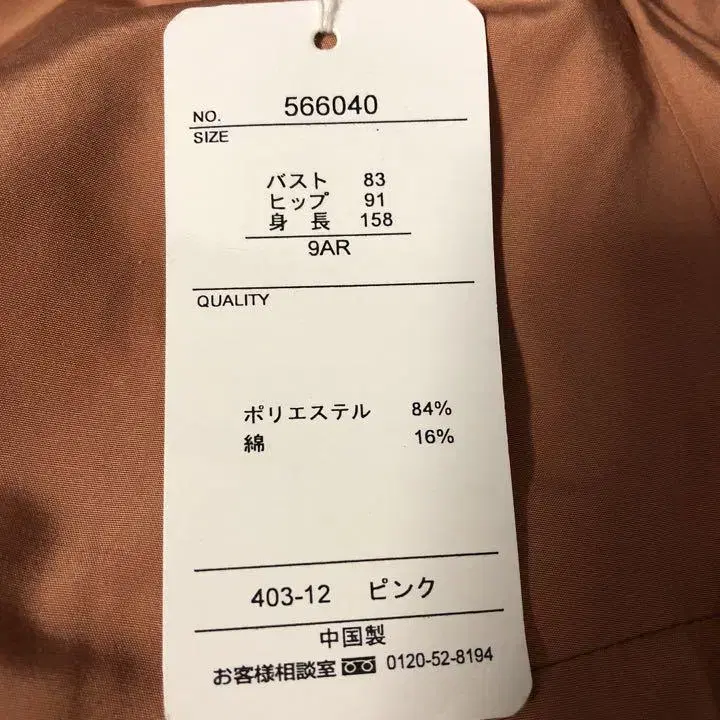 NO. 566040
SIZE
バスト 83
ヒップ 91
身長 158
9AR
QUALITY
ポリエステル 84%
綿 16%
403-12 ピンク
中国製
お客様相談室 0120-52-8194